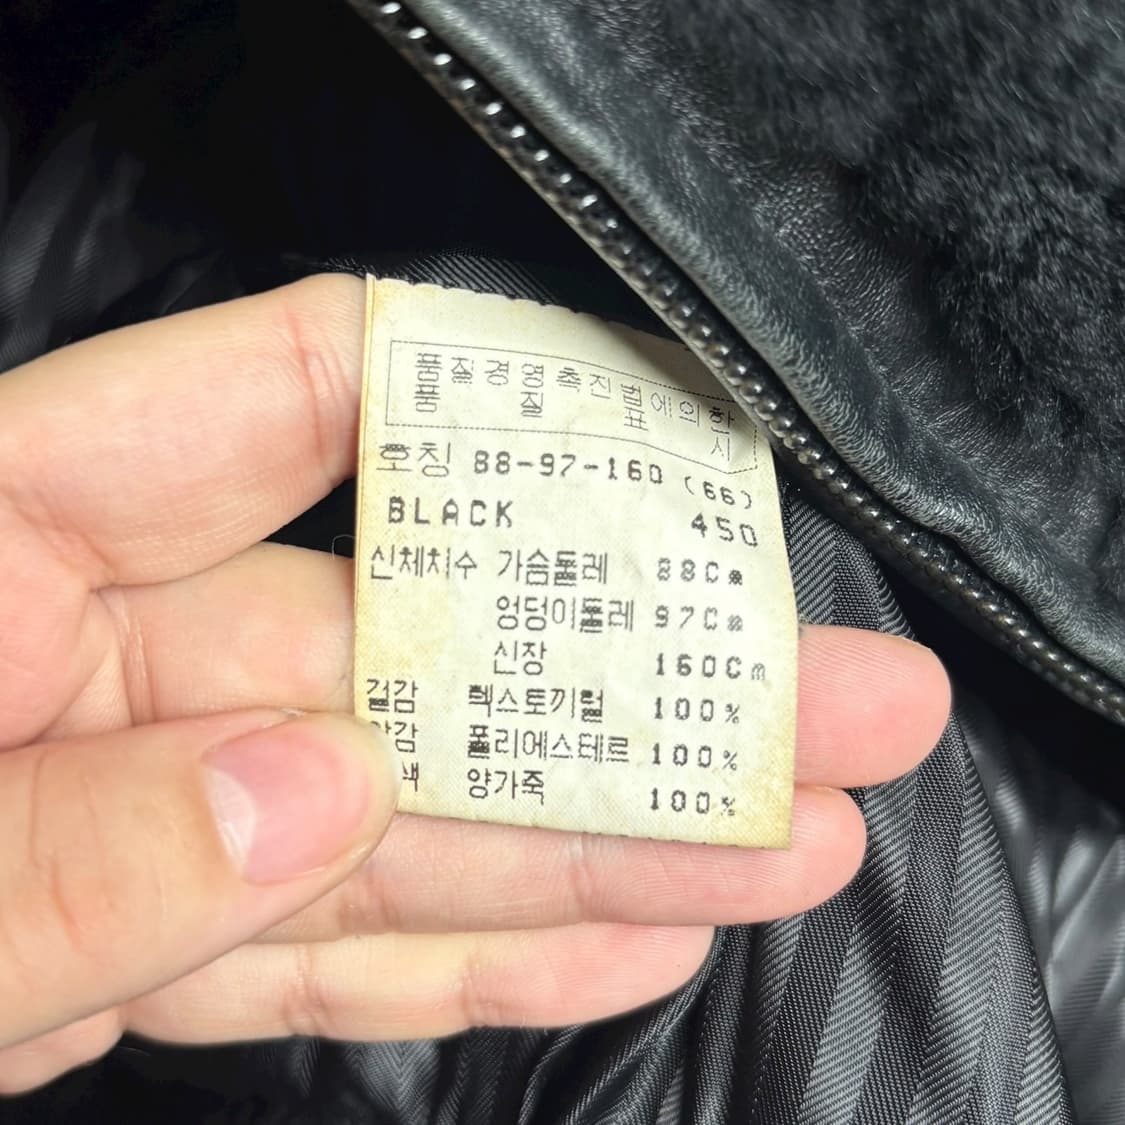 품질경영촉진법에의한
품 질 표 시
호칭 88-97-160 (66)
BLACK 450
신체치수 가슴둘레 88Cm
엉덩이둘레 97Cm
신장 160Cm
겉감 텍스토끼털 100%
안감 폴리에스테르 100%
배색 양가죽 100%